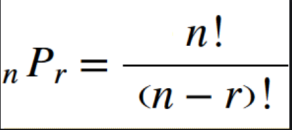 ₙPᵣ = n! / (n − r)!